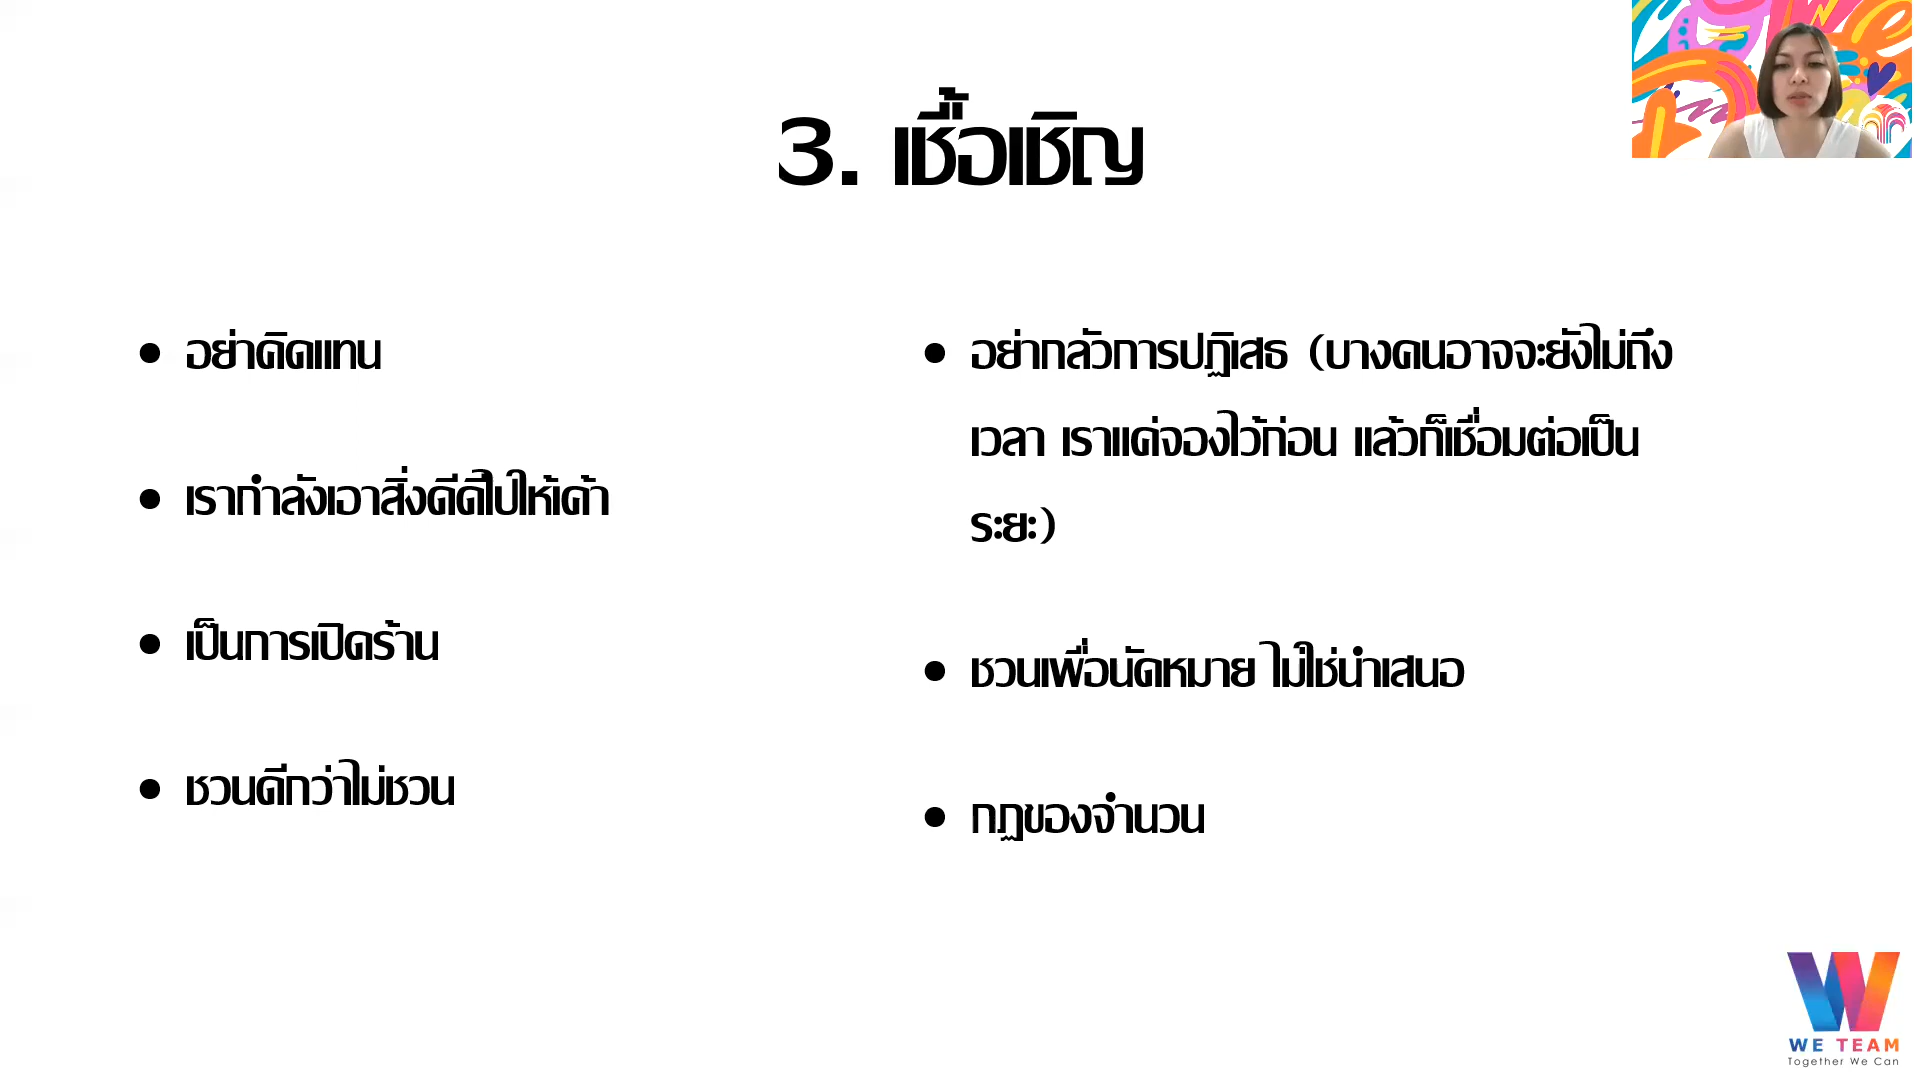 3. เชื้อเชิญ
• อย่าคิดแทน
• เรากำลังเอาสิ่งดีดีไปให้เค้า
• เป็นการเปิดร้าน
• ชวนดีกว่าไม่ชวน
• อย่ากลัวการปฏิเสธ (บางคนอาจจะยังไม่ถึง
เวลา เราแค่จองไว้ก่อน แล้วก็เชื่อมต่อเป็น
ระยะ)
• ชวนเพื่อนัดหมาย ไม่ใช่นำเสนอ
• กฏของจำนวน
WE TEAM
Together We Can